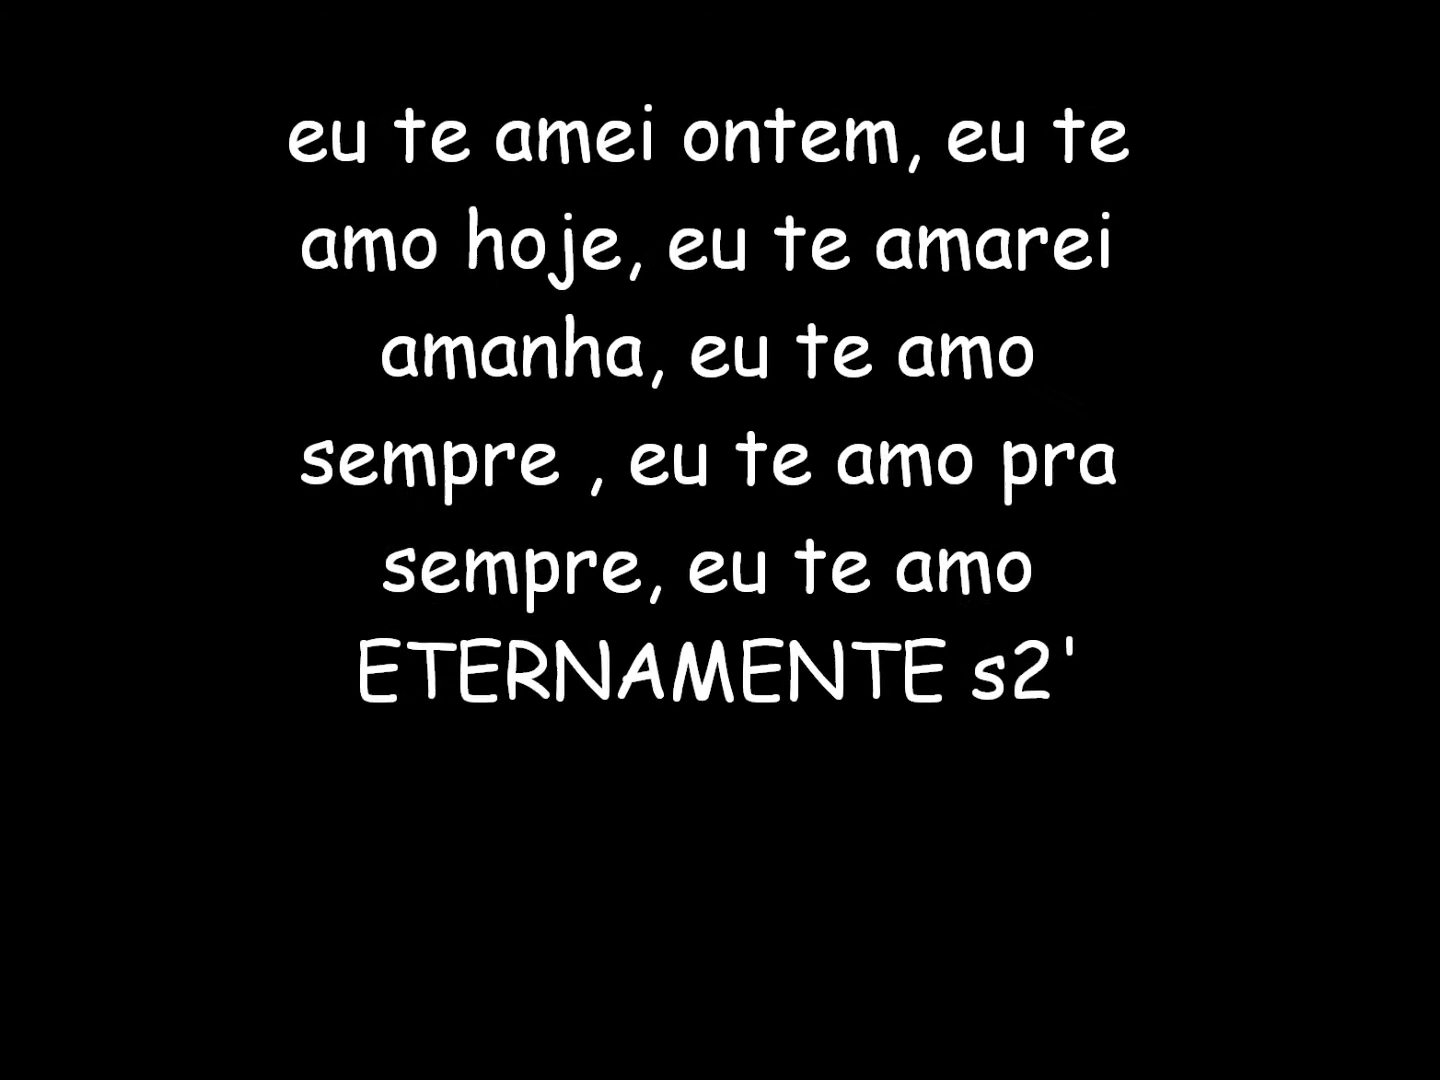 eu te amei ontem, eu te
amo hoje, eu te amarei
amanha, eu te amo
sempre , eu te amo pra
sempre, eu te amo
ETERNAMENTE s2'